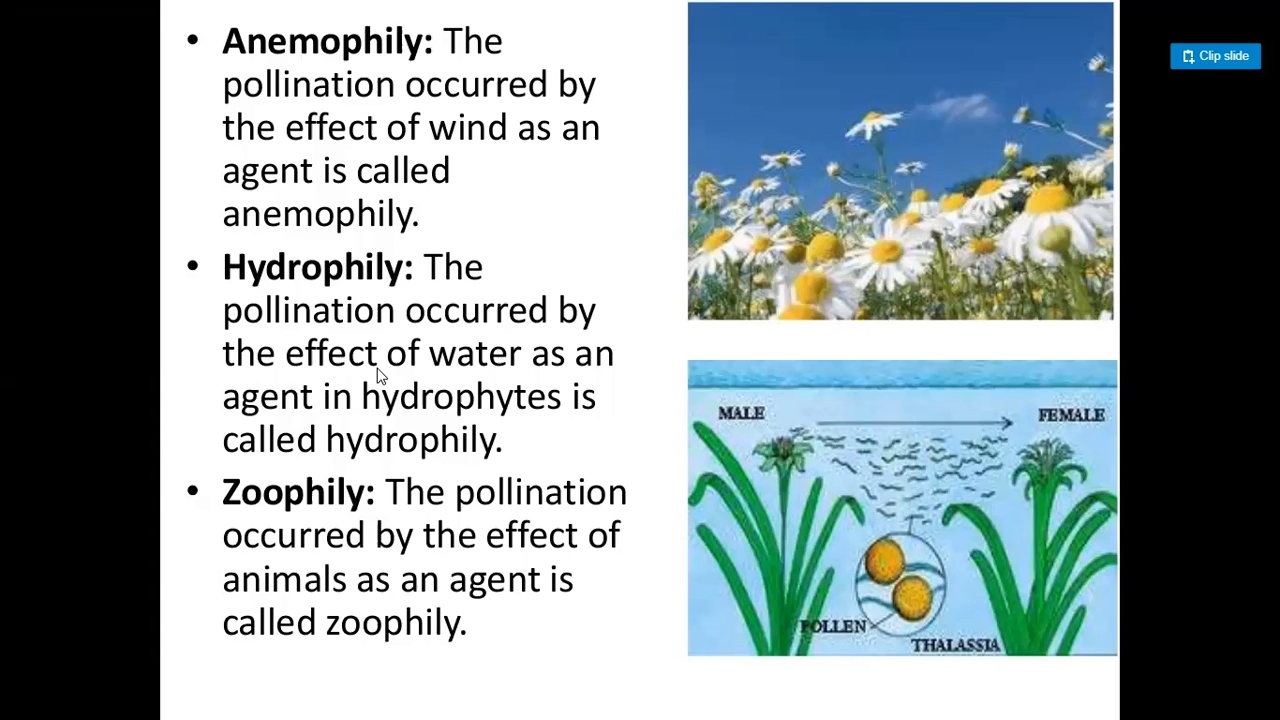 • Anemophily: The
pollination occurred by
the effect of wind as an
agent is called
anemophily.
• Hydrophily: The
pollination occurred by
the effect of water as an
agent in hydrophytes is
called hydrophily.
• Zoophily: The pollination
occurred by the effect of
animals as an agent is
called zoophily.
Clip slide
MALE
FEMALE
POLLEN
THALASSIA